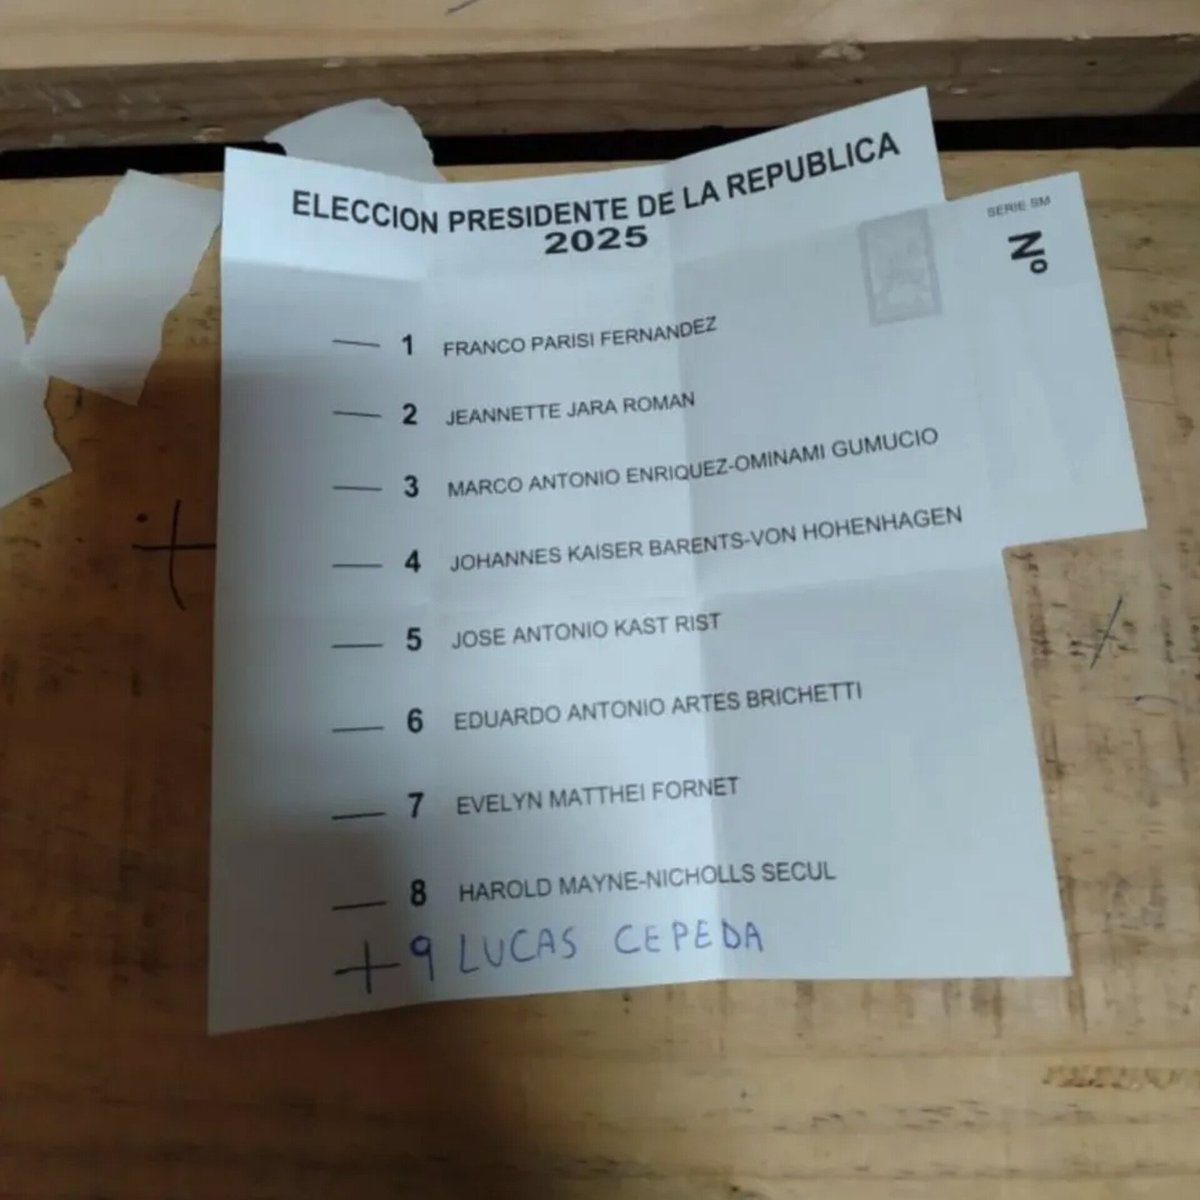 ELECCION PRESIDENTE DE LA REPUBLICA
2025
SERIE SM
Nº
1 FRANCO PARISI FERNANDEZ
2 JEANNETTE JARA ROMAN
3 MARCO ANTONIO ENRIQUEZ-OMINAMI GUMUCIO
4 JOHANNES KAISER BARENTS-VON HOHENHAGEN
5 JOSE ANTONIO KAST RIST
6 EDUARDO ANTONIO ARTES BRICHETTI
7 EVELYN MATTHEI FORNET
8 HAROLD MAYNE-NICHOLLS SECUL
+ 9 LUCAS CEPEDA